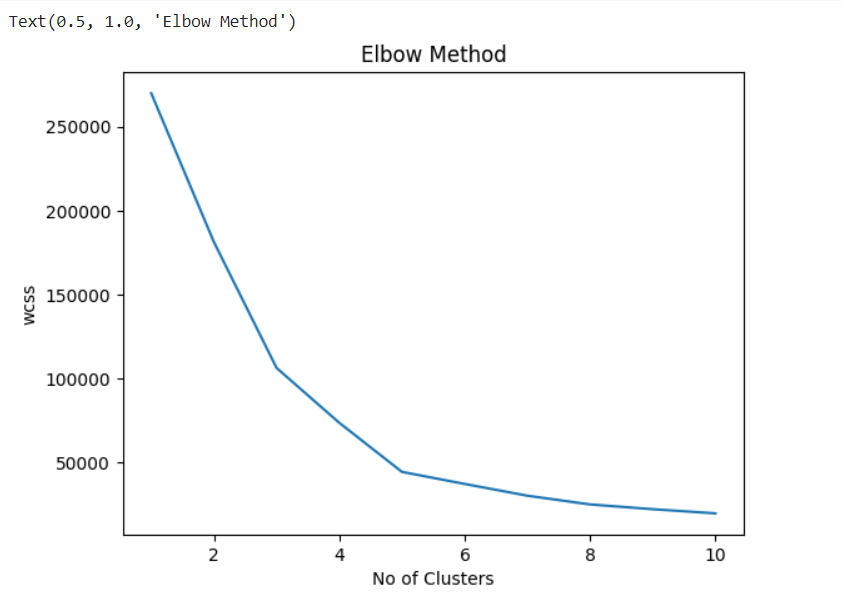 Text(0.5, 1.0, 'Elbow Method')
Elbow Method
250000
200000
150000
100000
50000
wcss
2 4 6 8 10
No of Clusters